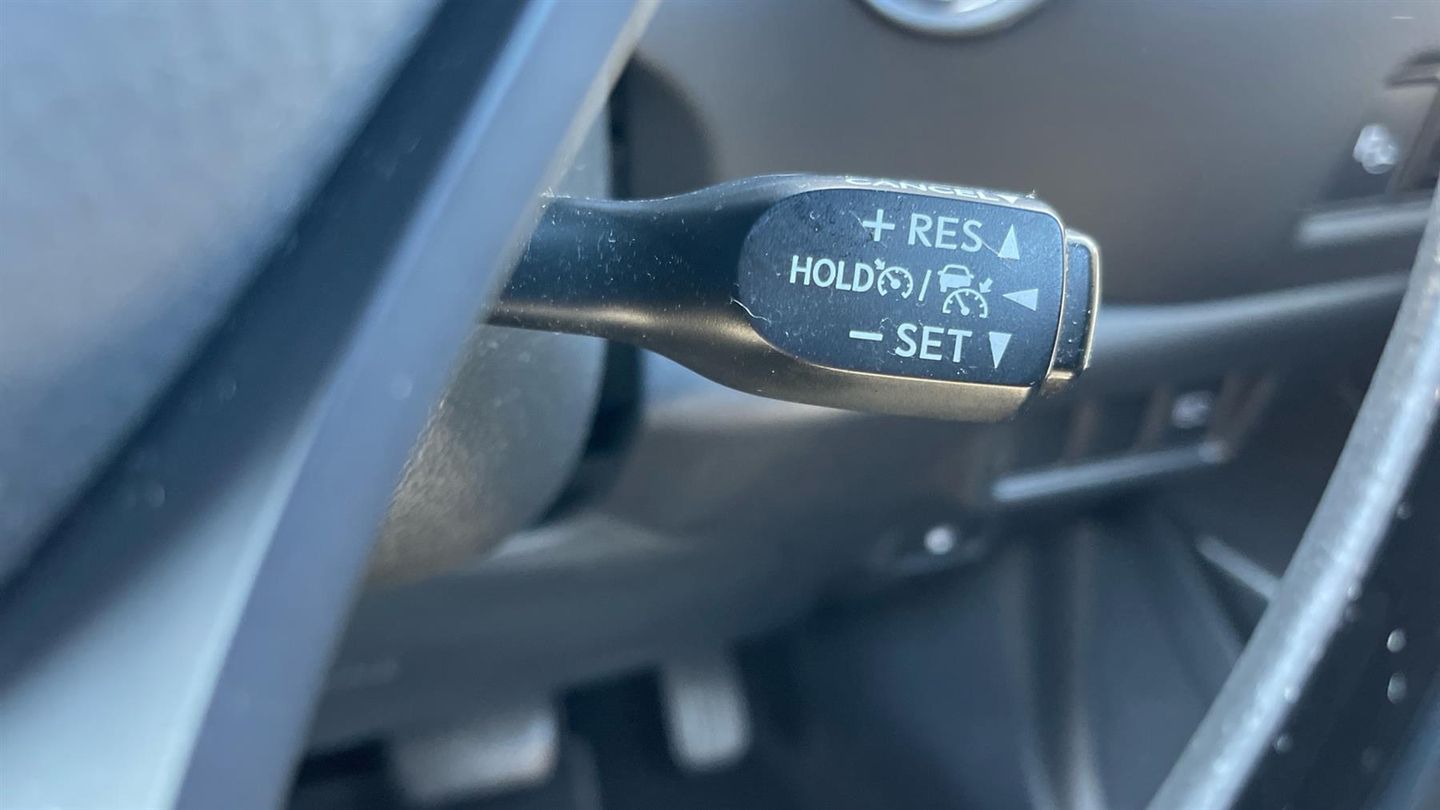 CANCEL▼
+ RES ▲
HOLD / ◀
− SET ▼